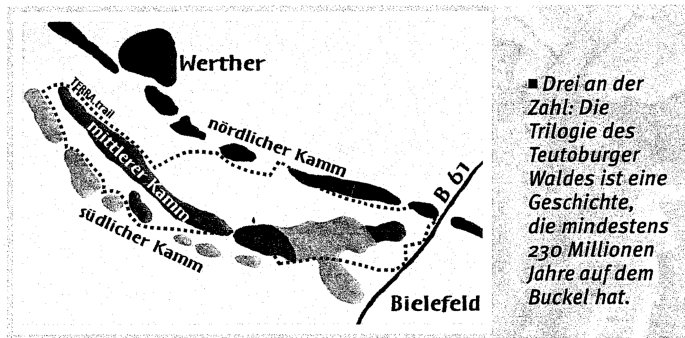 Werther
TERRA.trail
nördlicher Kamm
mittlerer Kamm
B 61
südlicher Kamm
Bielefeld
■ Drei an der
Zahl: Die
Trilogie des
Teutoburger
Waldes ist eine
Geschichte,
die mindestens
230 Millionen
Jahre auf dem
Buckel hat.